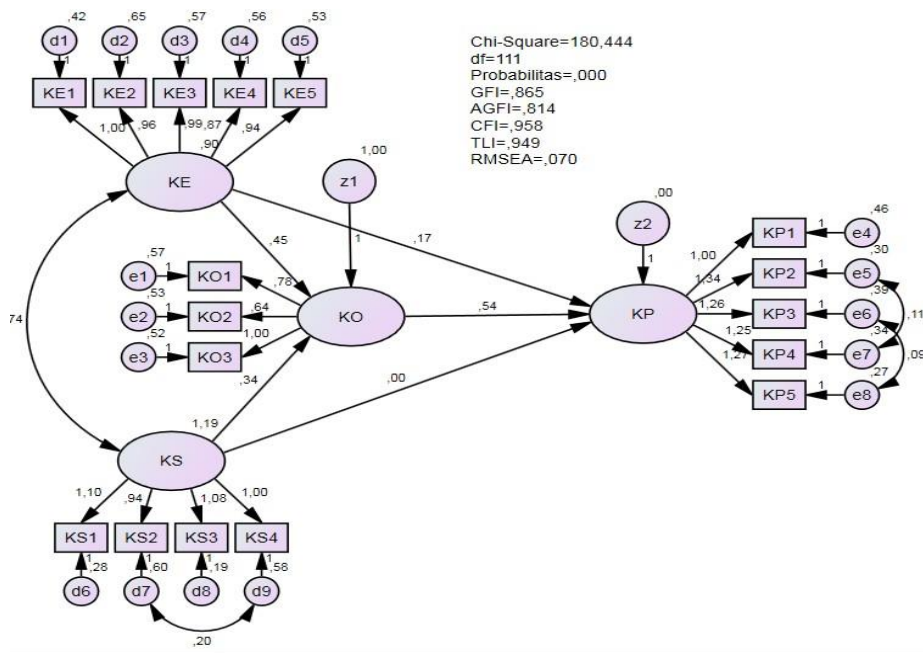 ,42 ,65 ,57 ,56 ,53
d1 d2 d3 d4 d5
1 1 1 1 1
KE1 KE2 KE3 KE4 KE5
1,00 ,96 ,99 ,87 ,94
,90
KE
Chi-Square=180,444
df=111
Probabilitas=,000
GFI=,865
AGFI=,814
CFI=,958
TLI=,949
RMSEA=,070
1,00
z1
1
,00
z2
1
,45
,17
,74
,57
e1 1 KO1 ,78
,53
e2 1 KO2 ,64
,52
e3 1 KO3 1,00
KO
,54
KP
,34
,00
1,00 KP1 1 e4 ,46
1,34 KP2 1 e5 ,30
1,26 KP3 1 e6 ,39
1,25 KP4 1 e7 ,34
KP5 1 e8 ,27
,11
,09
1,19
KS
1,10 ,94 1,08 1,00
KS1 KS2 KS3 KS4
1 1 1 1
,28 ,60 ,19 ,58
d6 d7 d8 d9
,20